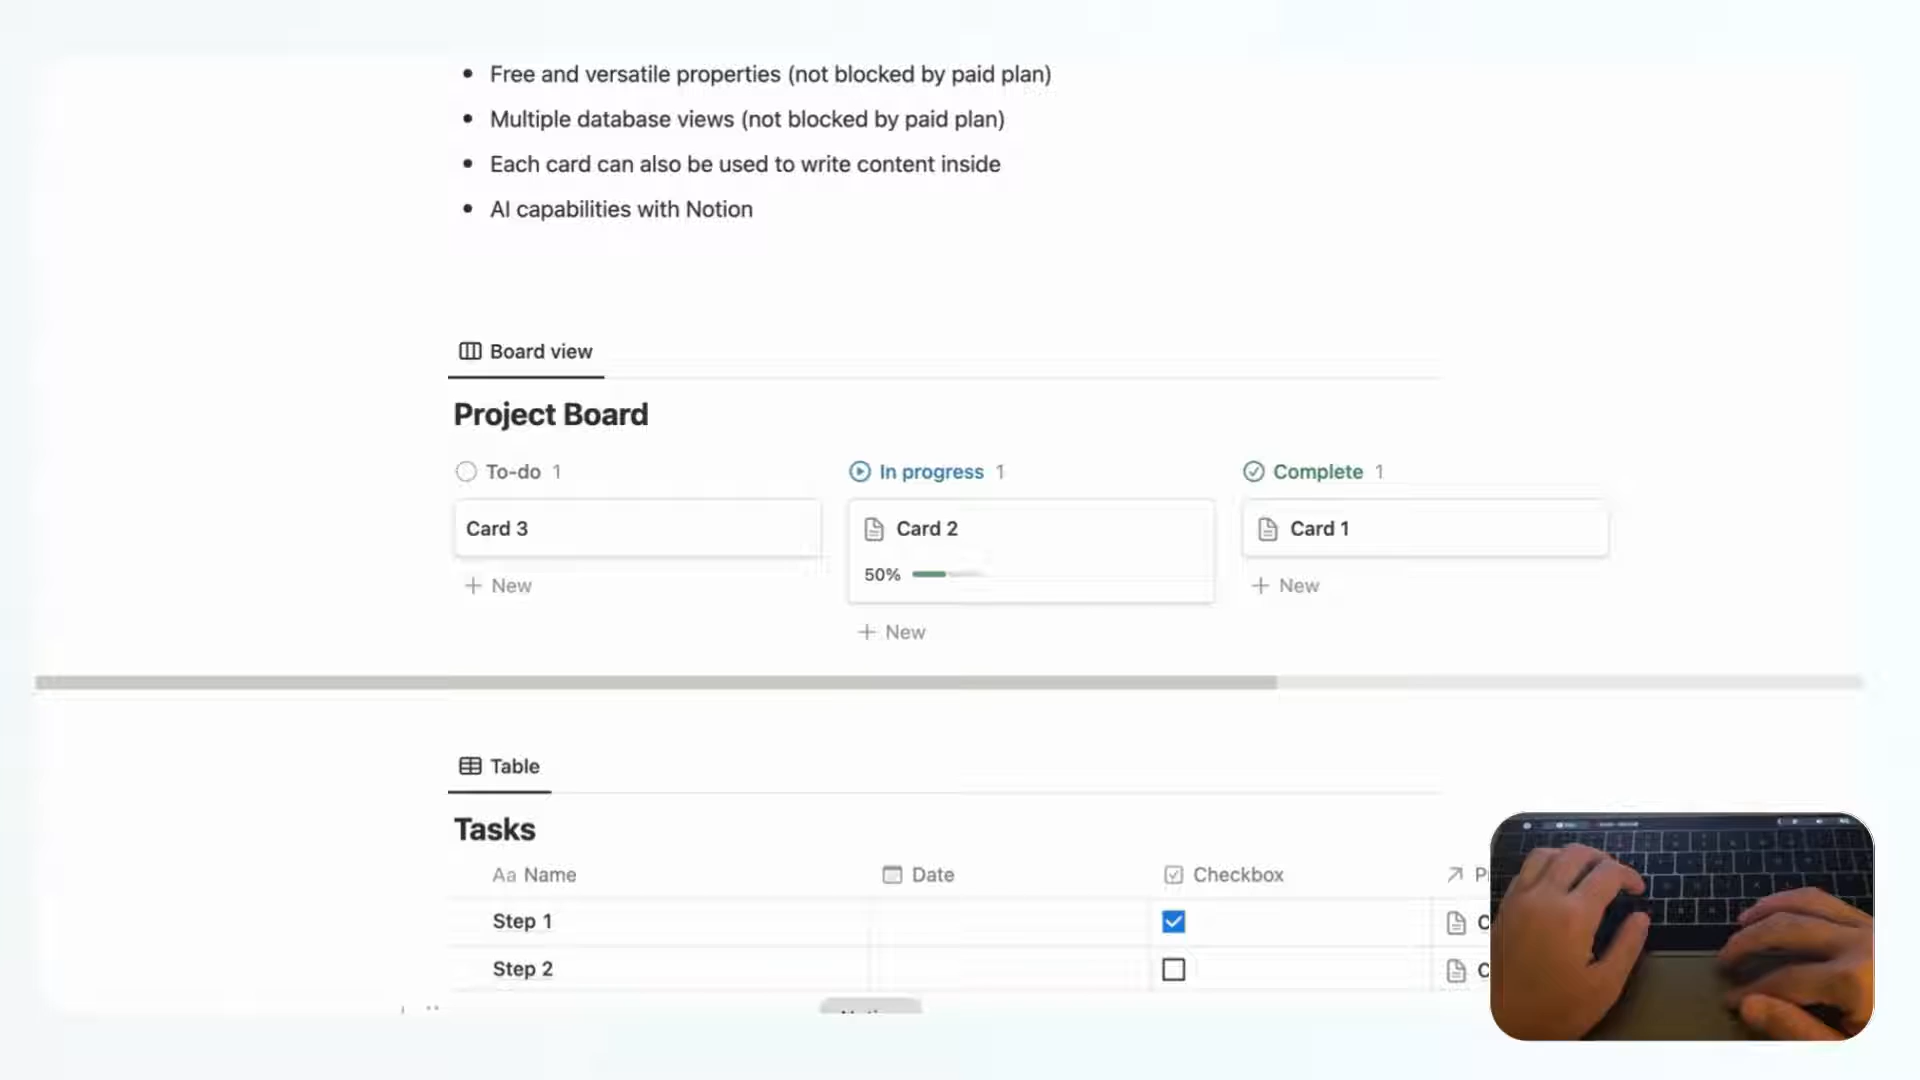 Free and versatile properties (not blocked by paid plan)
Multiple database views (not blocked by paid plan)
Each card can also be used to write content inside
AI capabilities with Notion
Board view
Project Board
To-do 1
In progress 1
Complete 1
Card 3
Card 2
Card 1
50%
+ New
+ New
+ New
Table
Tasks
Aa Name
Date
Checkbox
Step 1
Step 2